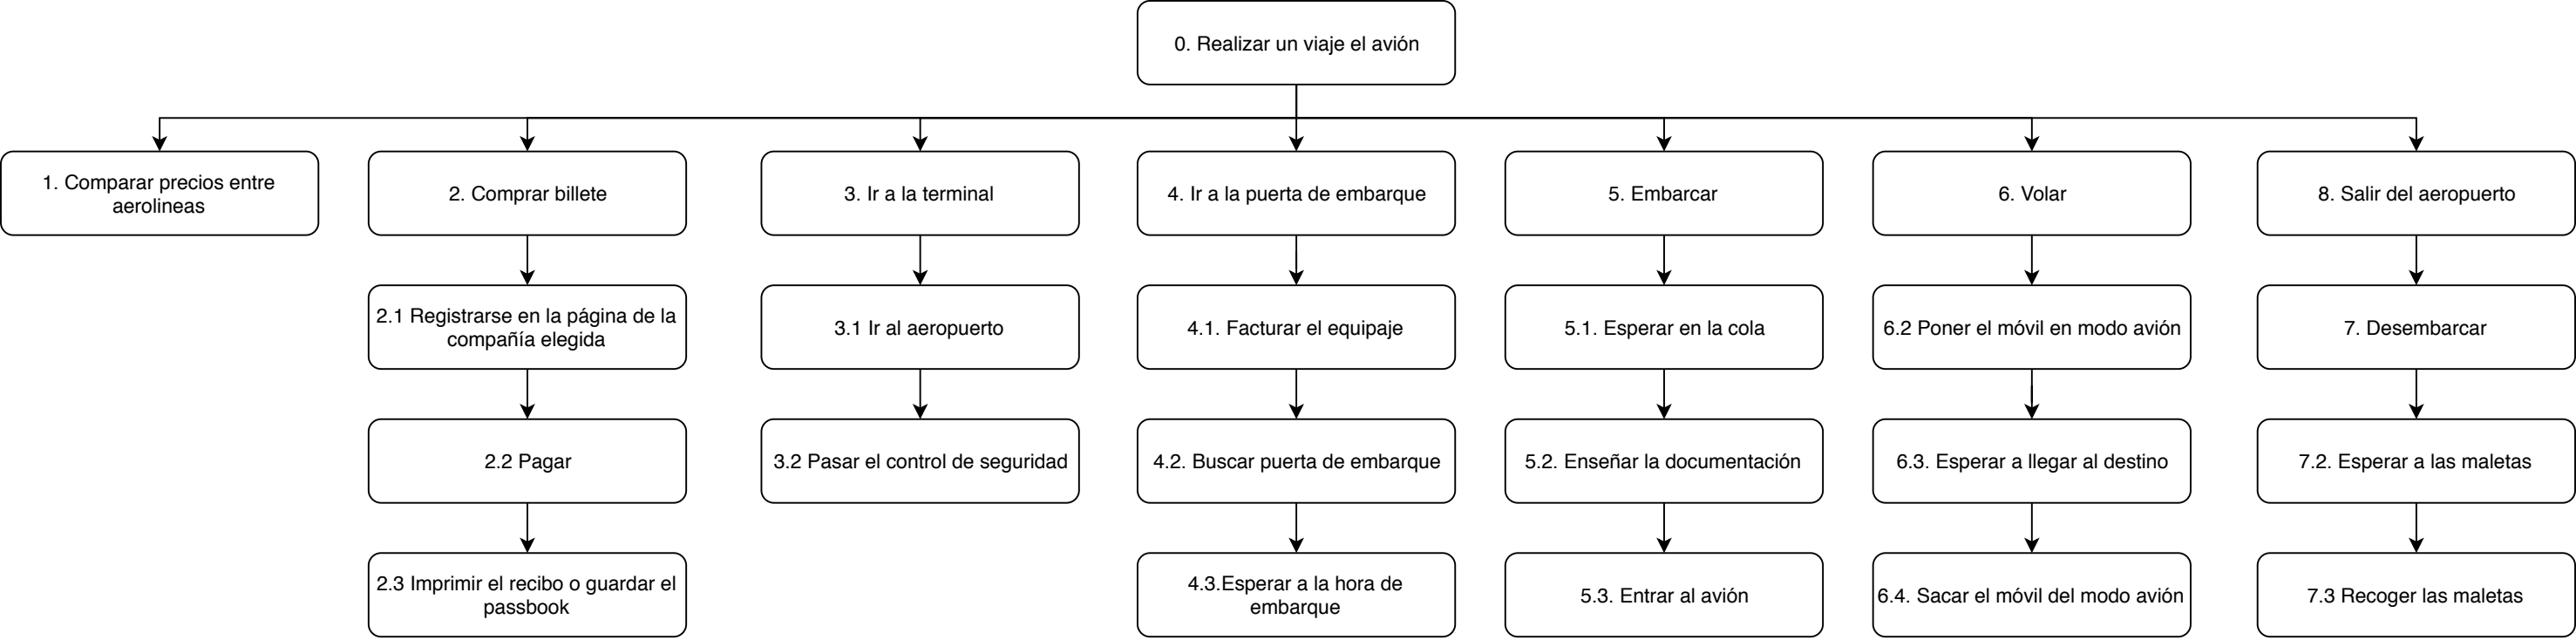 0. Realizar un viaje el avión
1. Comparar precios entre
aerolineas
2. Comprar billete
3. Ir a la terminal
4. Ir a la puerta de embarque
5. Embarcar
6. Volar
8. Salir del aeropuerto
2.1 Registrarse en la página de la
compañía elegida
3.1 Ir al aeropuerto
4.1. Facturar el equipaje
5.1. Esperar en la cola
6.2 Poner el móvil en modo avión
7. Desembarcar
2.2 Pagar
3.2 Pasar el control de seguridad
4.2. Buscar puerta de embarque
5.2. Enseñar la documentación
6.3. Esperar a llegar al destino
7.2. Esperar a las maletas
2.3 Imprimir el recibo o guardar el
passbook
4.3.Esperar a la hora de
embarque
5.3. Entrar al avión
6.4. Sacar el móvil del modo avión
7.3 Recoger las maletas